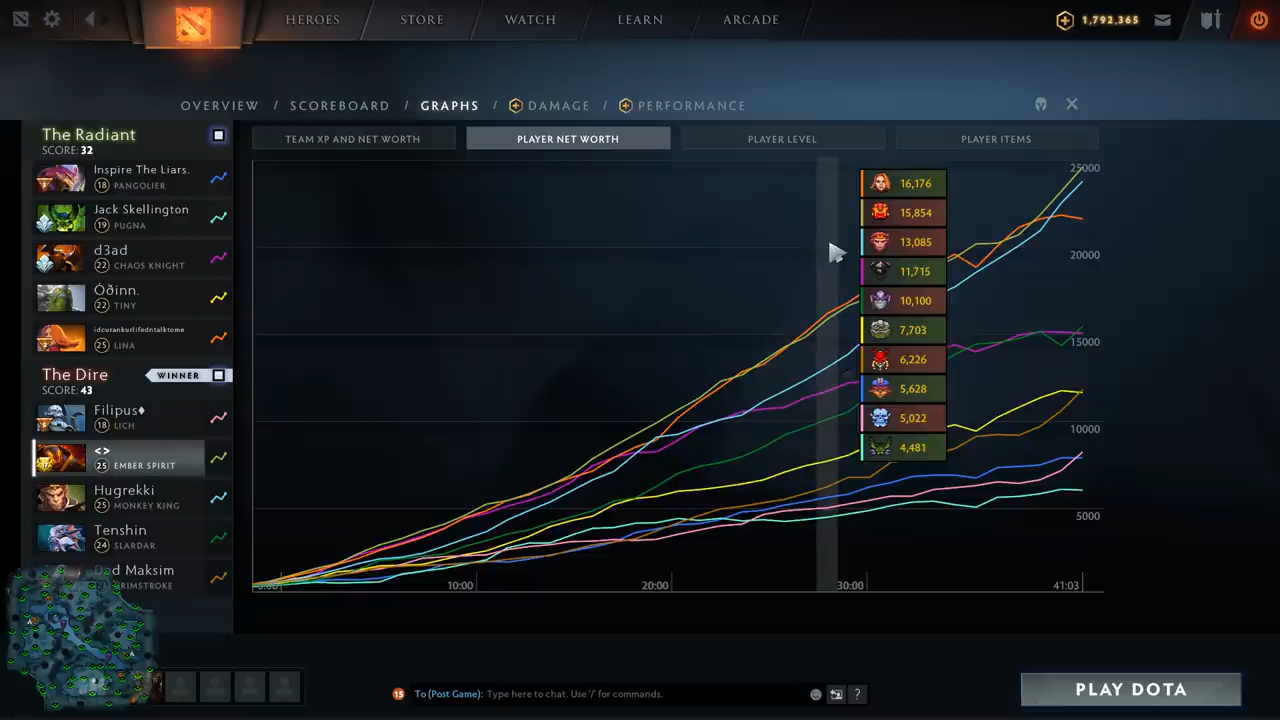 HEROES
STORE
WATCH
LEARN
ARCADE
1,792,365
OVERVIEW / SCOREBOARD / GRAPHS / DAMAGE / PERFORMANCE
The Radiant
SCORE: 32
Inspire The Liars.
18 PANGOLIER
Jack Skellington
19 PUGNA
d3ad
22 CHAOS KNIGHT
Óðinn.
22 TINY
idcurankurlifedntalktome
25 LINA
The Dire
WINNER
SCORE: 43
Filipus♦
18 LICH
<>
25 EMBER SPIRIT
Hugrekki
25 MONKEY KING
Tenshin
24 SLARDAR
Maksim
TEAM XP AND NET WORTH
PLAYER NET WORTH
PLAYER LEVEL
PLAYER ITEMS
16,176
15,854
13,085
11,715
10,100
7,703
6,226
5,628
5,022
4,481
25000
20000
15000
10000
5000
10:00
20:00
30:00
41:03
15
To (Post Game): Type here to chat. Use '/' for commands.
?
PLAY DOTA